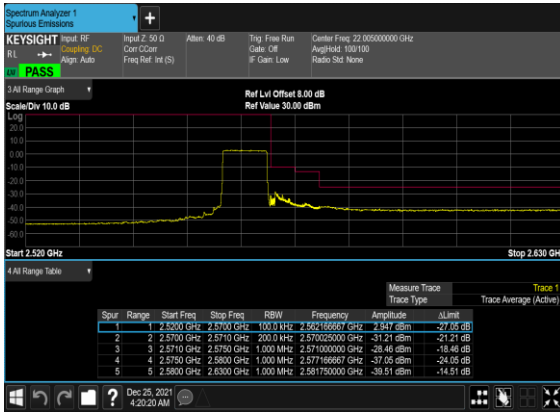 Spectrum Analyzer 1
Spurious Emissions
+
KEYSIGHT
RL
Input: RF
Coupling: DC
Align: Auto
Input Z: 50 Ω
Corr CCorr
Freq Ref: Int (S)
Atten: 40 dB
Trig: Free Run
Gate: Off
IF Gain: Low
Center Freq: 22.005000000 GHz
Avg|Hold: 100/100
Radio Std: None
PASS
3 All Range Graph
Scale/Div 10.0 dB
Ref Lvl Offset 8.00 dB
Ref Value 30.00 dBm
Log
20.0
10.0
0.00
-10.0
-20.0
-30.0
-40.0
-50.0
-60.0
Start 2.520 GHz
Stop 2.630 GH
4 All Range Table
Measure Trace Trace 1
Trace Type Trace Average (Active)
Spur Range Start Freq Stop Freq RBW Frequency Amplitude ΔLimit
1 1 2.5200 GHz 2.5700 GHz 100.0 kHz 2.562166667 GHz 2.947 dBm -27.05 dB
2 2 2.5700 GHz 2.5710 GHz 200.0 kHz 2.570025000 GHz -31.21 dBm -21.21 dB
3 3 2.5710 GHz 2.5750 GHz 1.000 MHz 2.571000000 GHz -28.46 dBm -18.46 dB
4 4 2.5750 GHz 2.5800 GHz 1.000 MHz 2.577166667 GHz -37.05 dBm -24.05 dB
5 5 2.5800 GHz 2.6300 GHz 1.000 MHz 2.581750000 GHz -39.51 dBm -14.51 dB
?
Dec 25, 2021
4:20:20 AM